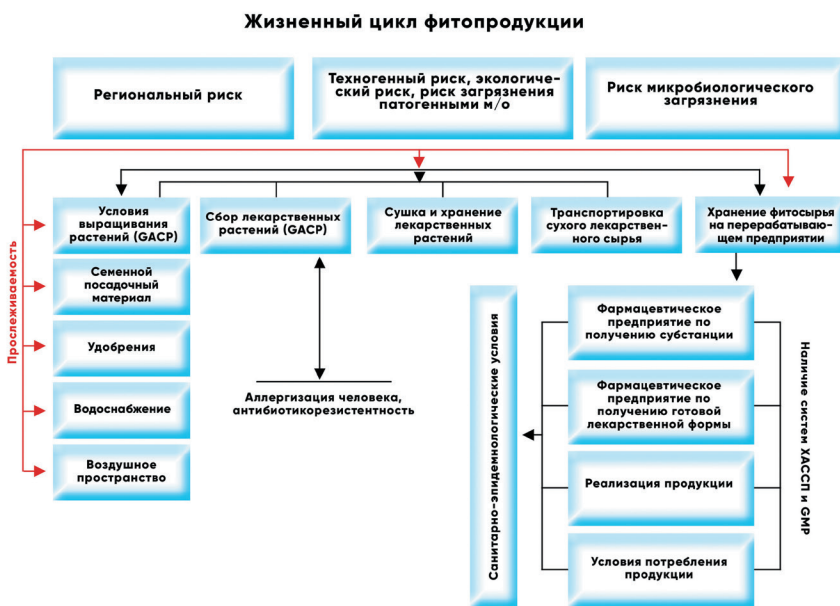 Жизненный цикл фитопродукции
Региональный риск
Техногенный риск, экологиче-
ский риск, риск загрязнения
патогенными м/о
Риск микробиологического
загрязнения
Условия
выращивания
растений (GACP)
Сбор лекарственных
растений (GACP)
Сушка и хранение
лекарственных
растений
Транспортировка
сухого лекарствен-
ного сырья
Хранение фитосырья
на перерабатываю-
щем предприятии
Прослеживаемость
Семенной
посадочный
материал
Удобрения
Водоснабжение
Воздушное
пространство
Аллергизация человека,
антибиотикорезистентность
Санитарно-эпидемнологические условия
Фармацевтическое
предприятие по
получению субстанции
Фармацевтическое
предприятие по
получению готовой
лекарственной формы
Реализация продукции
Условия потребления
продукции
Наличие систем ХАССП и GMP